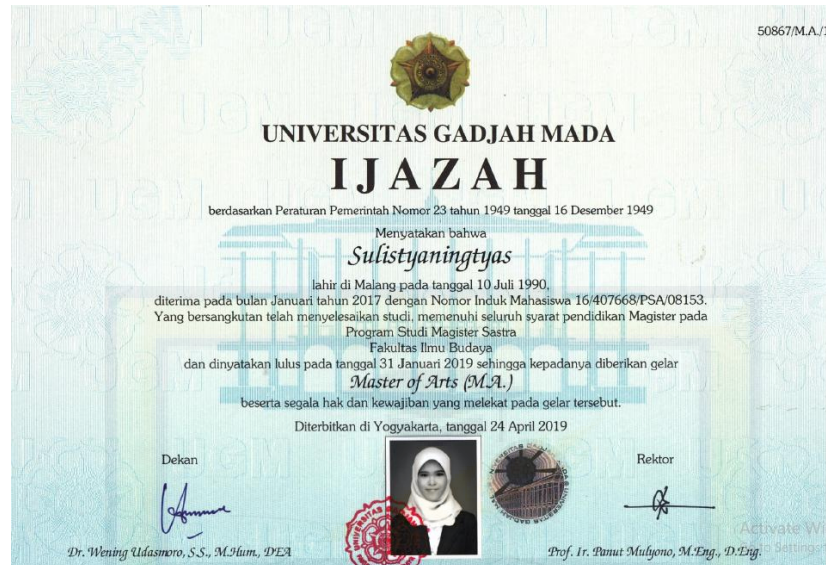 50867/M.A./
UNIVERSITAS GADJAH MADA
IJAZAH
berdasarkan Peraturan Pemerintah Nomor 23 tahun 1949 tanggal 16 Desember 1949
Menyatakan bahwa
Sulistyaningtyas
lahir di Malang pada tanggal 10 Juli 1990,
diterima pada bulan Januari tahun 2017 dengan Nomor Induk Mahasiswa 16/407668/PSA/08153.
Yang bersangkutan telah menyelesaikan studi, memenuhi seluruh syarat pendidikan Magister pada
Program Studi Magister Sastra
Fakultas Ilmu Budaya
dan dinyatakan lulus pada tanggal 31 Januari 2019 sehingga kepadanya diberikan gelar
Master of Arts (M.A.)
beserta segala hak dan kewajiban yang melekat pada gelar tersebut.
Diterbitkan di Yogyakarta, tanggal 24 April 2019
Dekan
Rektor
Dr. Wening Udasmoro, S.S., M.Hum., DEA
Prof. Ir. Panut Mulyono, M.Eng., D.Eng.
Activate Wi
Settings